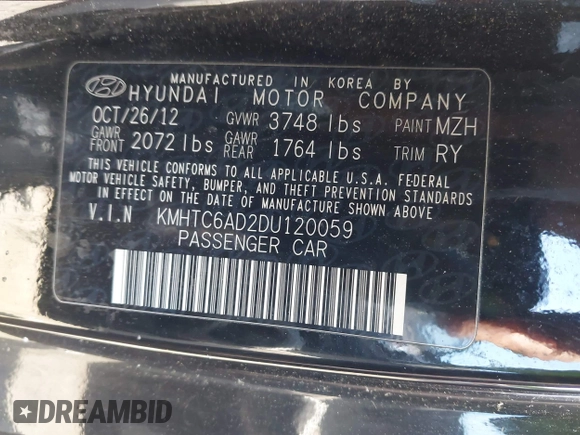 MANUFACTURED IN KOREA BY
HYUNDAI MOTOR COMPANY
OCT/26/12 GVWR 3748 lbs PAINT MZH
GAWR FRONT 2072 lbs GAWR REAR 1764 lbs TRIM RY
THIS VEHICLE CONFORMS TO ALL APPLICABLE U.S.A. FEDERAL
MOTOR VEHICLE SAFETY, BUMPER, AND THEFT PREVENTION STANDARDS
IN EFFECT ON THE DATE OF MANUFACTURE SHOWN ABOVE
V.I.N KMHTC6AD2DU120059
PASSENGER CAR
DREAMBID